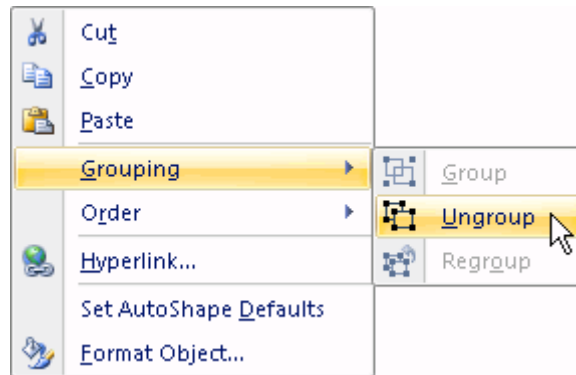 Cut
Copy
Paste
Grouping
Group
Order
Ungroup
Hyperlink...
Regroup
Set AutoShape Defaults
Format Object...